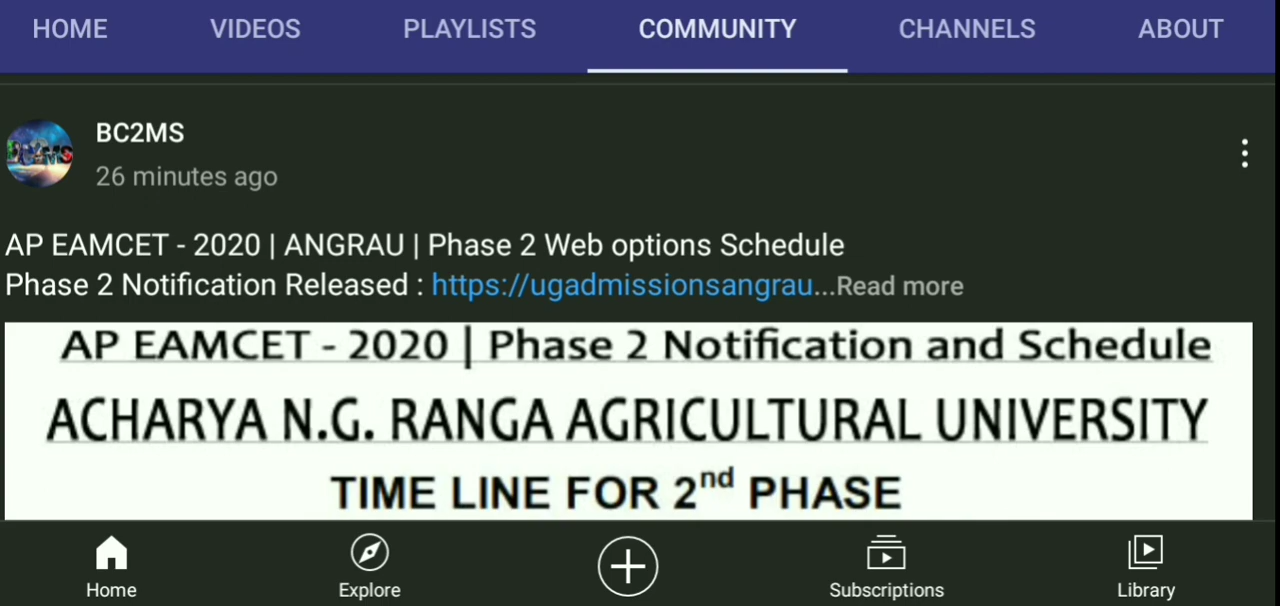 HOME VIDEOS PLAYLISTS COMMUNITY CHANNELS ABOUT
BC2MS
26 minutes ago
AP EAMCET - 2020 | ANGRAU | Phase 2 Web options Schedule
Phase 2 Notification Released : https://ugadmissionsangrau...Read more
AP EAMCET - 2020 | Phase 2 Notification and Schedule
ACHARYA N.G. RANGA AGRICULTURAL UNIVERSITY
TIME LINE FOR 2nd PHASE
Home Explore Subscriptions Library